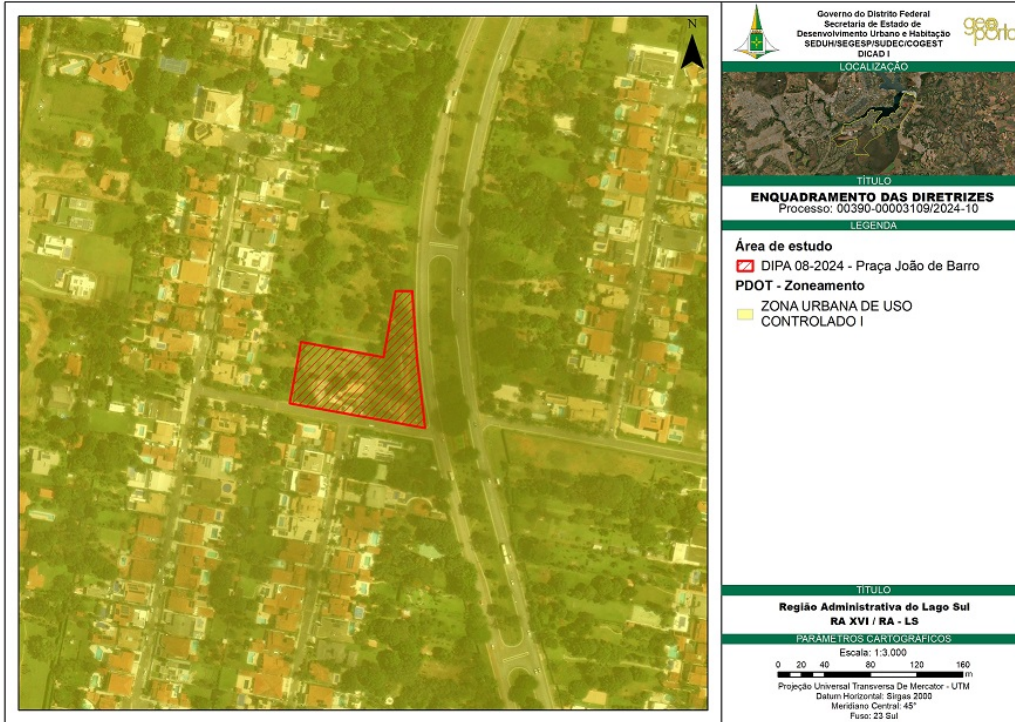 N
Governo do Distrito Federal
Secretaria de Estado de
Desenvolvimento Urbano e Habitação
SEDUH/SEGESP/SUDEC/COGEST
DICAD I
geo
portal
LOCALIZAÇÃO
TÍTULO
ENQUADRAMENTO DAS DIRETRIZES
Processo: 00390-00003109/2024-10
LEGENDA
Área de estudo
DIPA 08-2024 - Praça João de Barro
PDOT - Zoneamento
ZONA URBANA DE USO
CONTROLADO I
TÍTULO
Região Administrativa do Lago Sul
RA XVI / RA - LS
PARÂMETROS CARTOGRÁFICOS
Escala: 1:3.000
0 20 40 80 120 160
m
Projeção Universal Transversa De Mercator - UTM
Datum Horizontal: Sirgas 2000
Meridiano Central: 45°
Fuso: 23 Sul